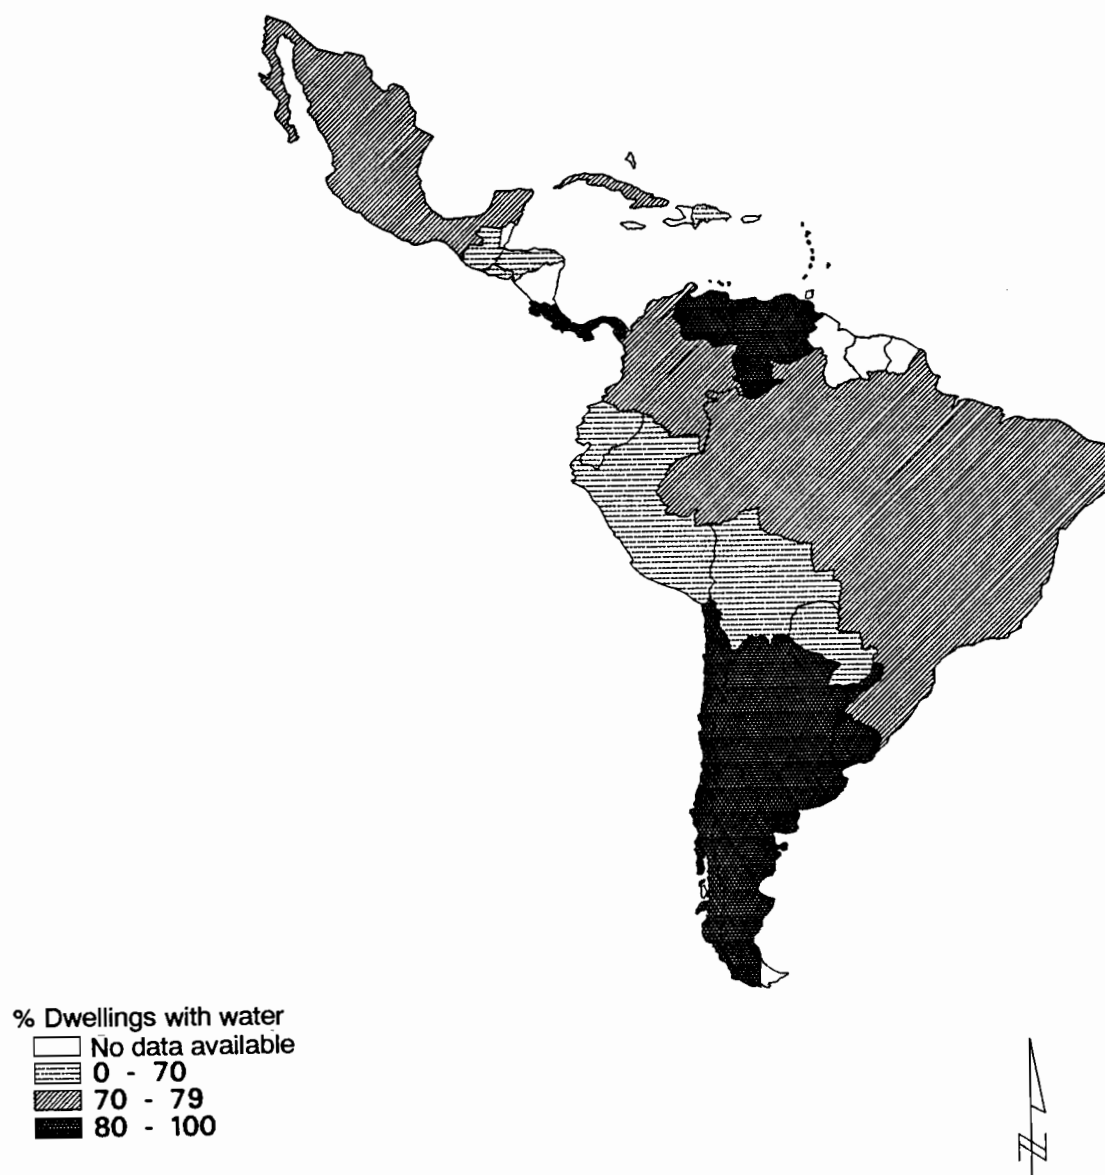 % Dwellings with water
No data available
0 - 70
70 - 79
80 - 100
N